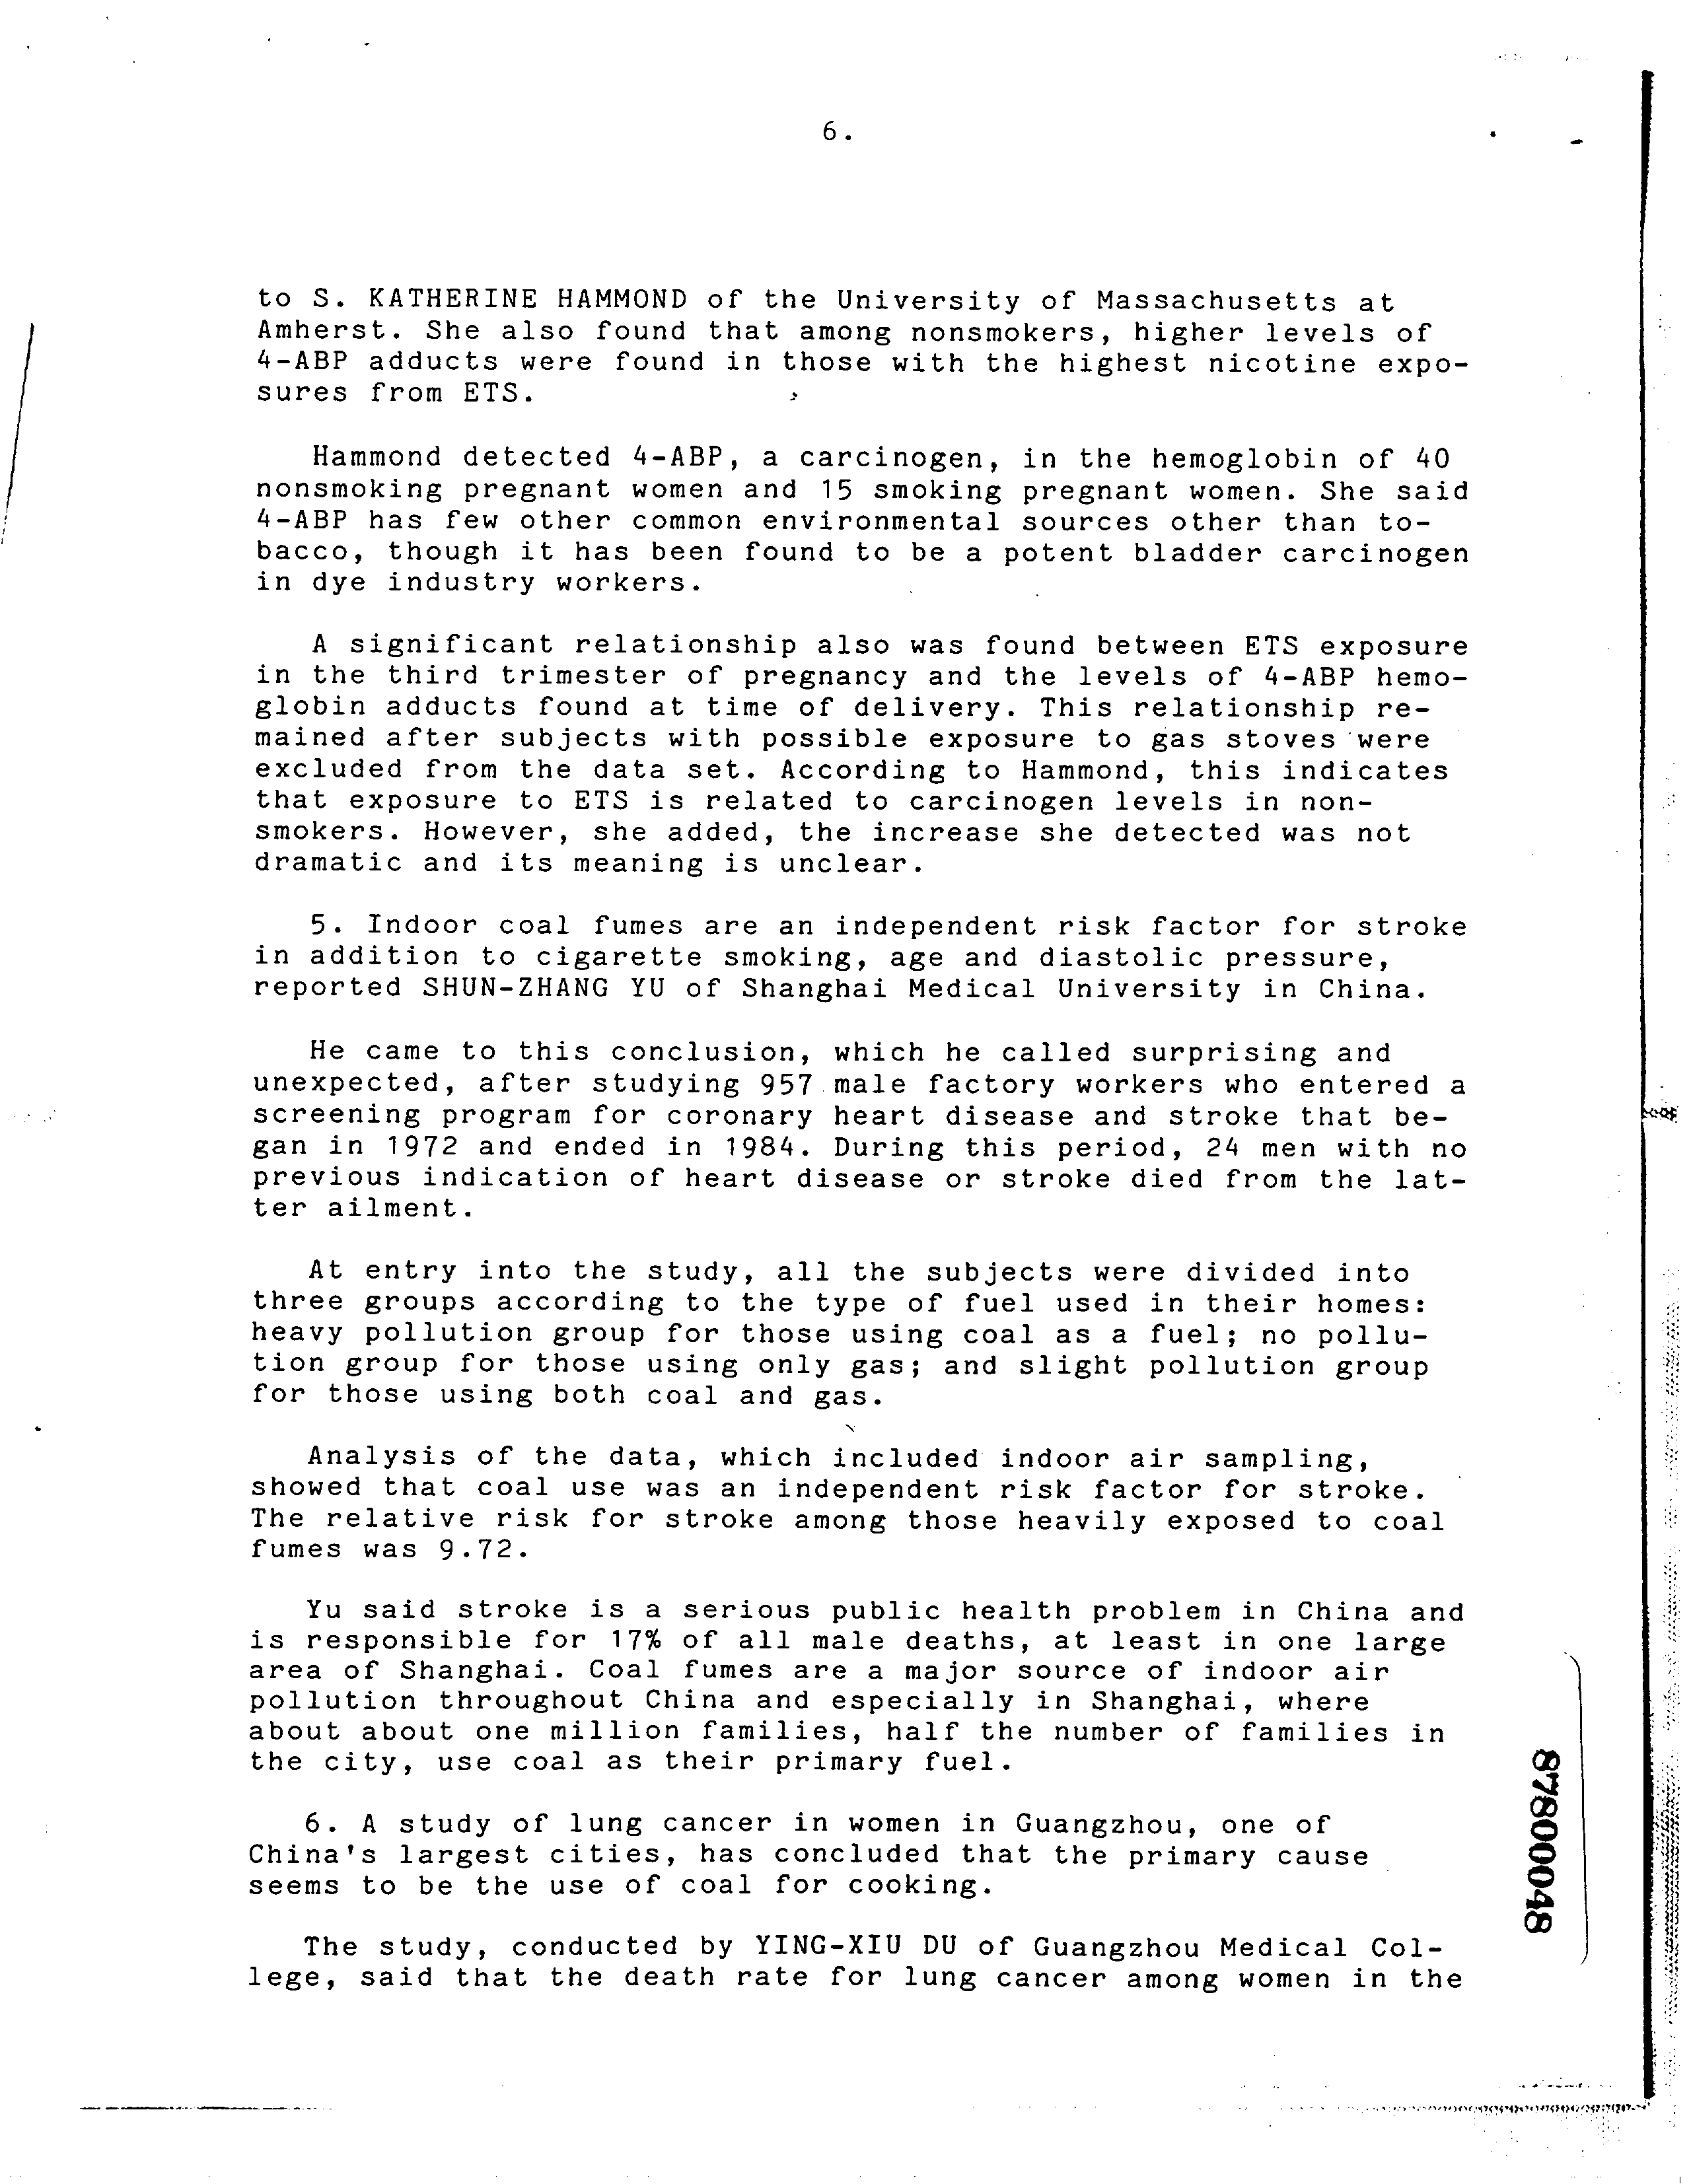 6.
to S. KATHERINE HAMMOND of the University of Massachusetts at
Amherst. She also found that among nonsmokers, higher levels of
4-ABP adducts were found in those with the highest nicotine expo-
sures from ETS.
Hammond detected 4-ABP, a carcinogen, in the hemoglobin of 40
nonsmoking pregnant women and 15 smoking pregnant women. She said
4-ABP has few other common environmental sources other than to-
bacco, though it has been found to be a potent bladder carcinogen
in dye industry workers.
A significant relationship also was found between ETS exposure
in the third trimester of pregnancy and the levels of 4-ABP hemo-
globin adducts found at time of delivery. This relationship re-
mained after subjects with possible exposure to gas stoves were
excluded from the data set. According to Hammond, this indicates
that exposure to ETS is related to carcinogen levels in non-
smokers. However, she added, the increase she detected was not
dramatic and its meaning is unclear.
5. Indoor coal fumes are an independent risk factor for stroke
in addition to cigarette smoking, age and diastolic pressure,
reported SHUN-ZHANG YU of Shanghai Medical University in China.
He came to this conclusion, which he called surprising and
unexpected, after studying 957 male factory workers who entered a
screening program for coronary heart disease and stroke that be-
gan in 1972 and ended in 1984. During this period, 24 men with no
previous indication of heart disease or stroke died from the lat-
ter ailment.
At entry into the study, all the subjects were divided into
three groups according to the type of fuel used in their homes:
heavy pollution group for those using coal as a fuel; no pollu-
tion group for those using only gas; and slight pollution group
for those using both coal and gas.
Analysis of the data, which included indoor air sampling,
showed that coal use was an independent risk factor for stroke.
The relative risk for stroke among those heavily exposed to coal
fumes was 9.72.
Yu said stroke is a serious public health problem in China and
is responsible for 17% of all male deaths, at least in one large
area of Shanghai. Coal fumes are a major source of indoor air
pollution throughout China and especially in Shanghai, where
about about one million families, half the number of families in
the city, use coal as their primary fuel.
6. A study of lung cancer in women in Guangzhou, one of
China's largest cities, has concluded that the primary cause
seems to be the use of coal for cooking.
The study, conducted by YING-XIU DU of Guangzhou Medical Col-
lege, said that the death rate for lung cancer among women in the
87800048